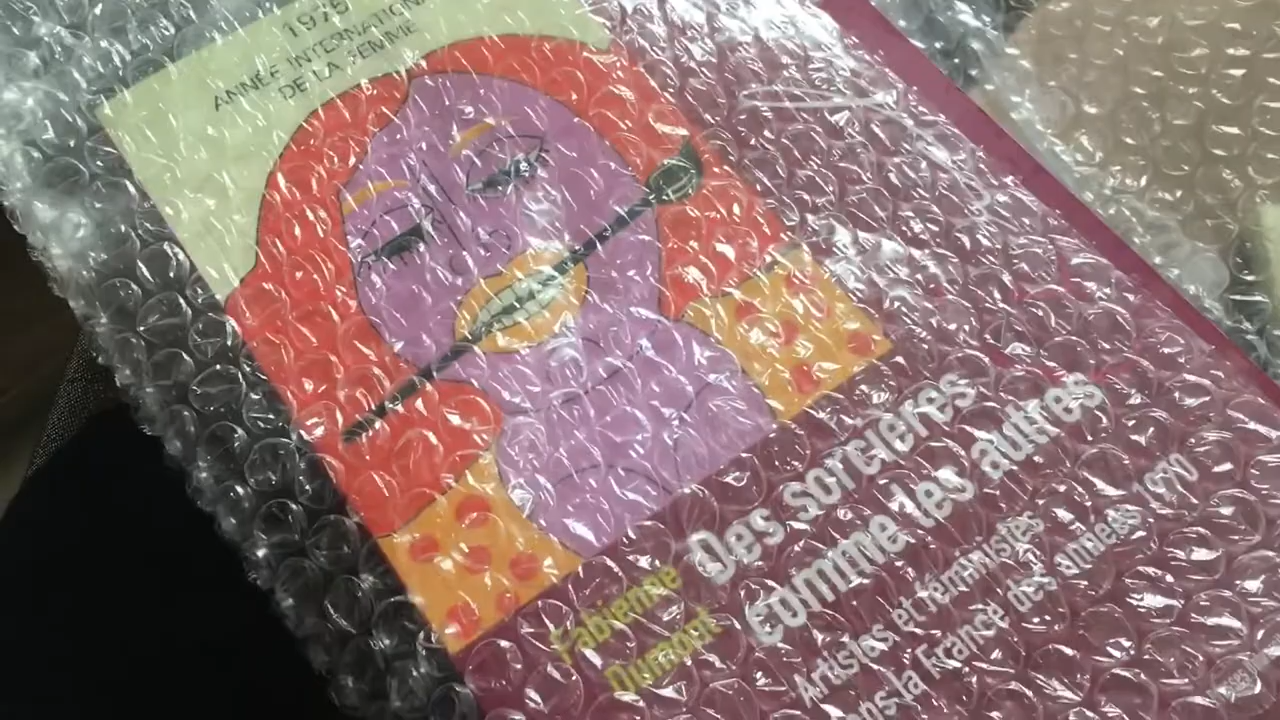 1975
ANNÉE INTERNATIONA
DE LA FEMME
Des sorcières
comme les autres
Artistes et féministes
dans la France des années 1970
Fabienne
Dumont